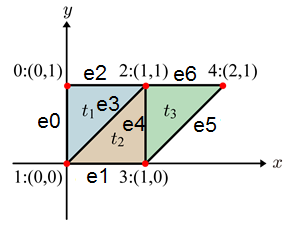 y
0:(0,1) e2 2:(1,1) e6 4:(2,1)
e0 t1 e3 e4 t3 e5
t2
1:(0,0) e1 3:(1,0) x